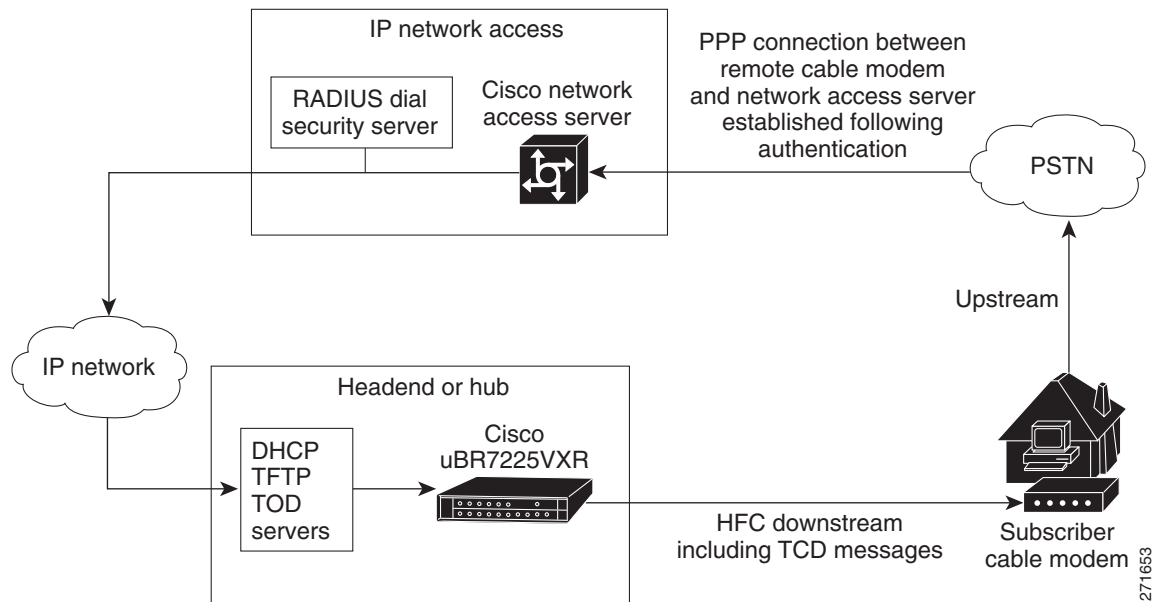 IP network access
RADIUS dial
security server
Cisco network
access server
PPP connection between
remote cable modem
and network access server
established following
authentication
PSTN
Upstream
IP network
Headend or hub
DHCP
TFTP
TOD
servers
Cisco
uBR7225VXR
HFC downstream
including TCD messages
Subscriber
cable modem
271653